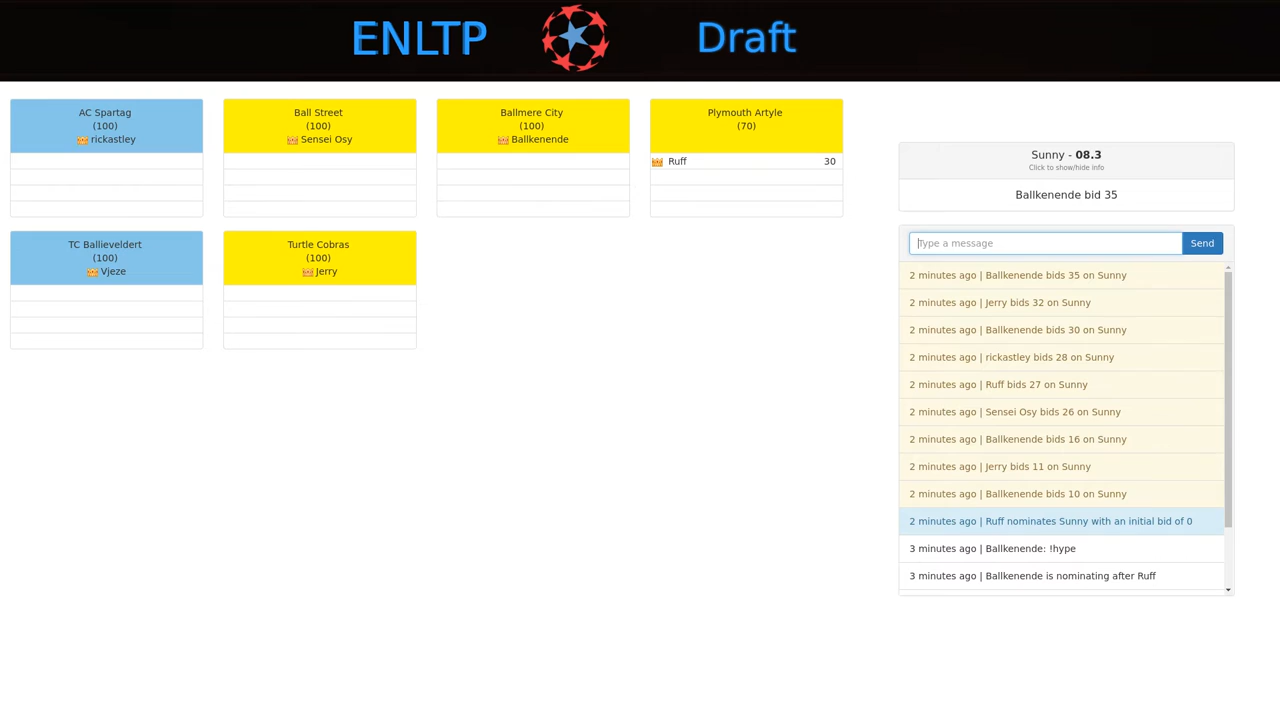 ENLTP Draft
AC Spartag
(100)
rickastley
Ball Street
(100)
Sensei Osy
Ballmere City
(100)
Ballkenende
Plymouth Artyle
(70)
Ruff 30
TC Ballieveldert
(100)
Vjeze
Turtle Cobras
(100)
Jerry
Sunny - 08.3
Click to show/hide info
Ballkenende bid 35
Type a message Send
2 minutes ago | Ballkenende bids 35 on Sunny
2 minutes ago | Jerry bids 32 on Sunny
2 minutes ago | Ballkenende bids 30 on Sunny
2 minutes ago | rickastley bids 28 on Sunny
2 minutes ago | Ruff bids 27 on Sunny
2 minutes ago | Sensei Osy bids 26 on Sunny
2 minutes ago | Ballkenende bids 16 on Sunny
2 minutes ago | Jerry bids 11 on Sunny
2 minutes ago | Ballkenende bids 10 on Sunny
2 minutes ago | Ruff nominates Sunny with an initial bid of 0
3 minutes ago | Ballkenende: !hype
3 minutes ago | Ballkenende is nominating after Ruff